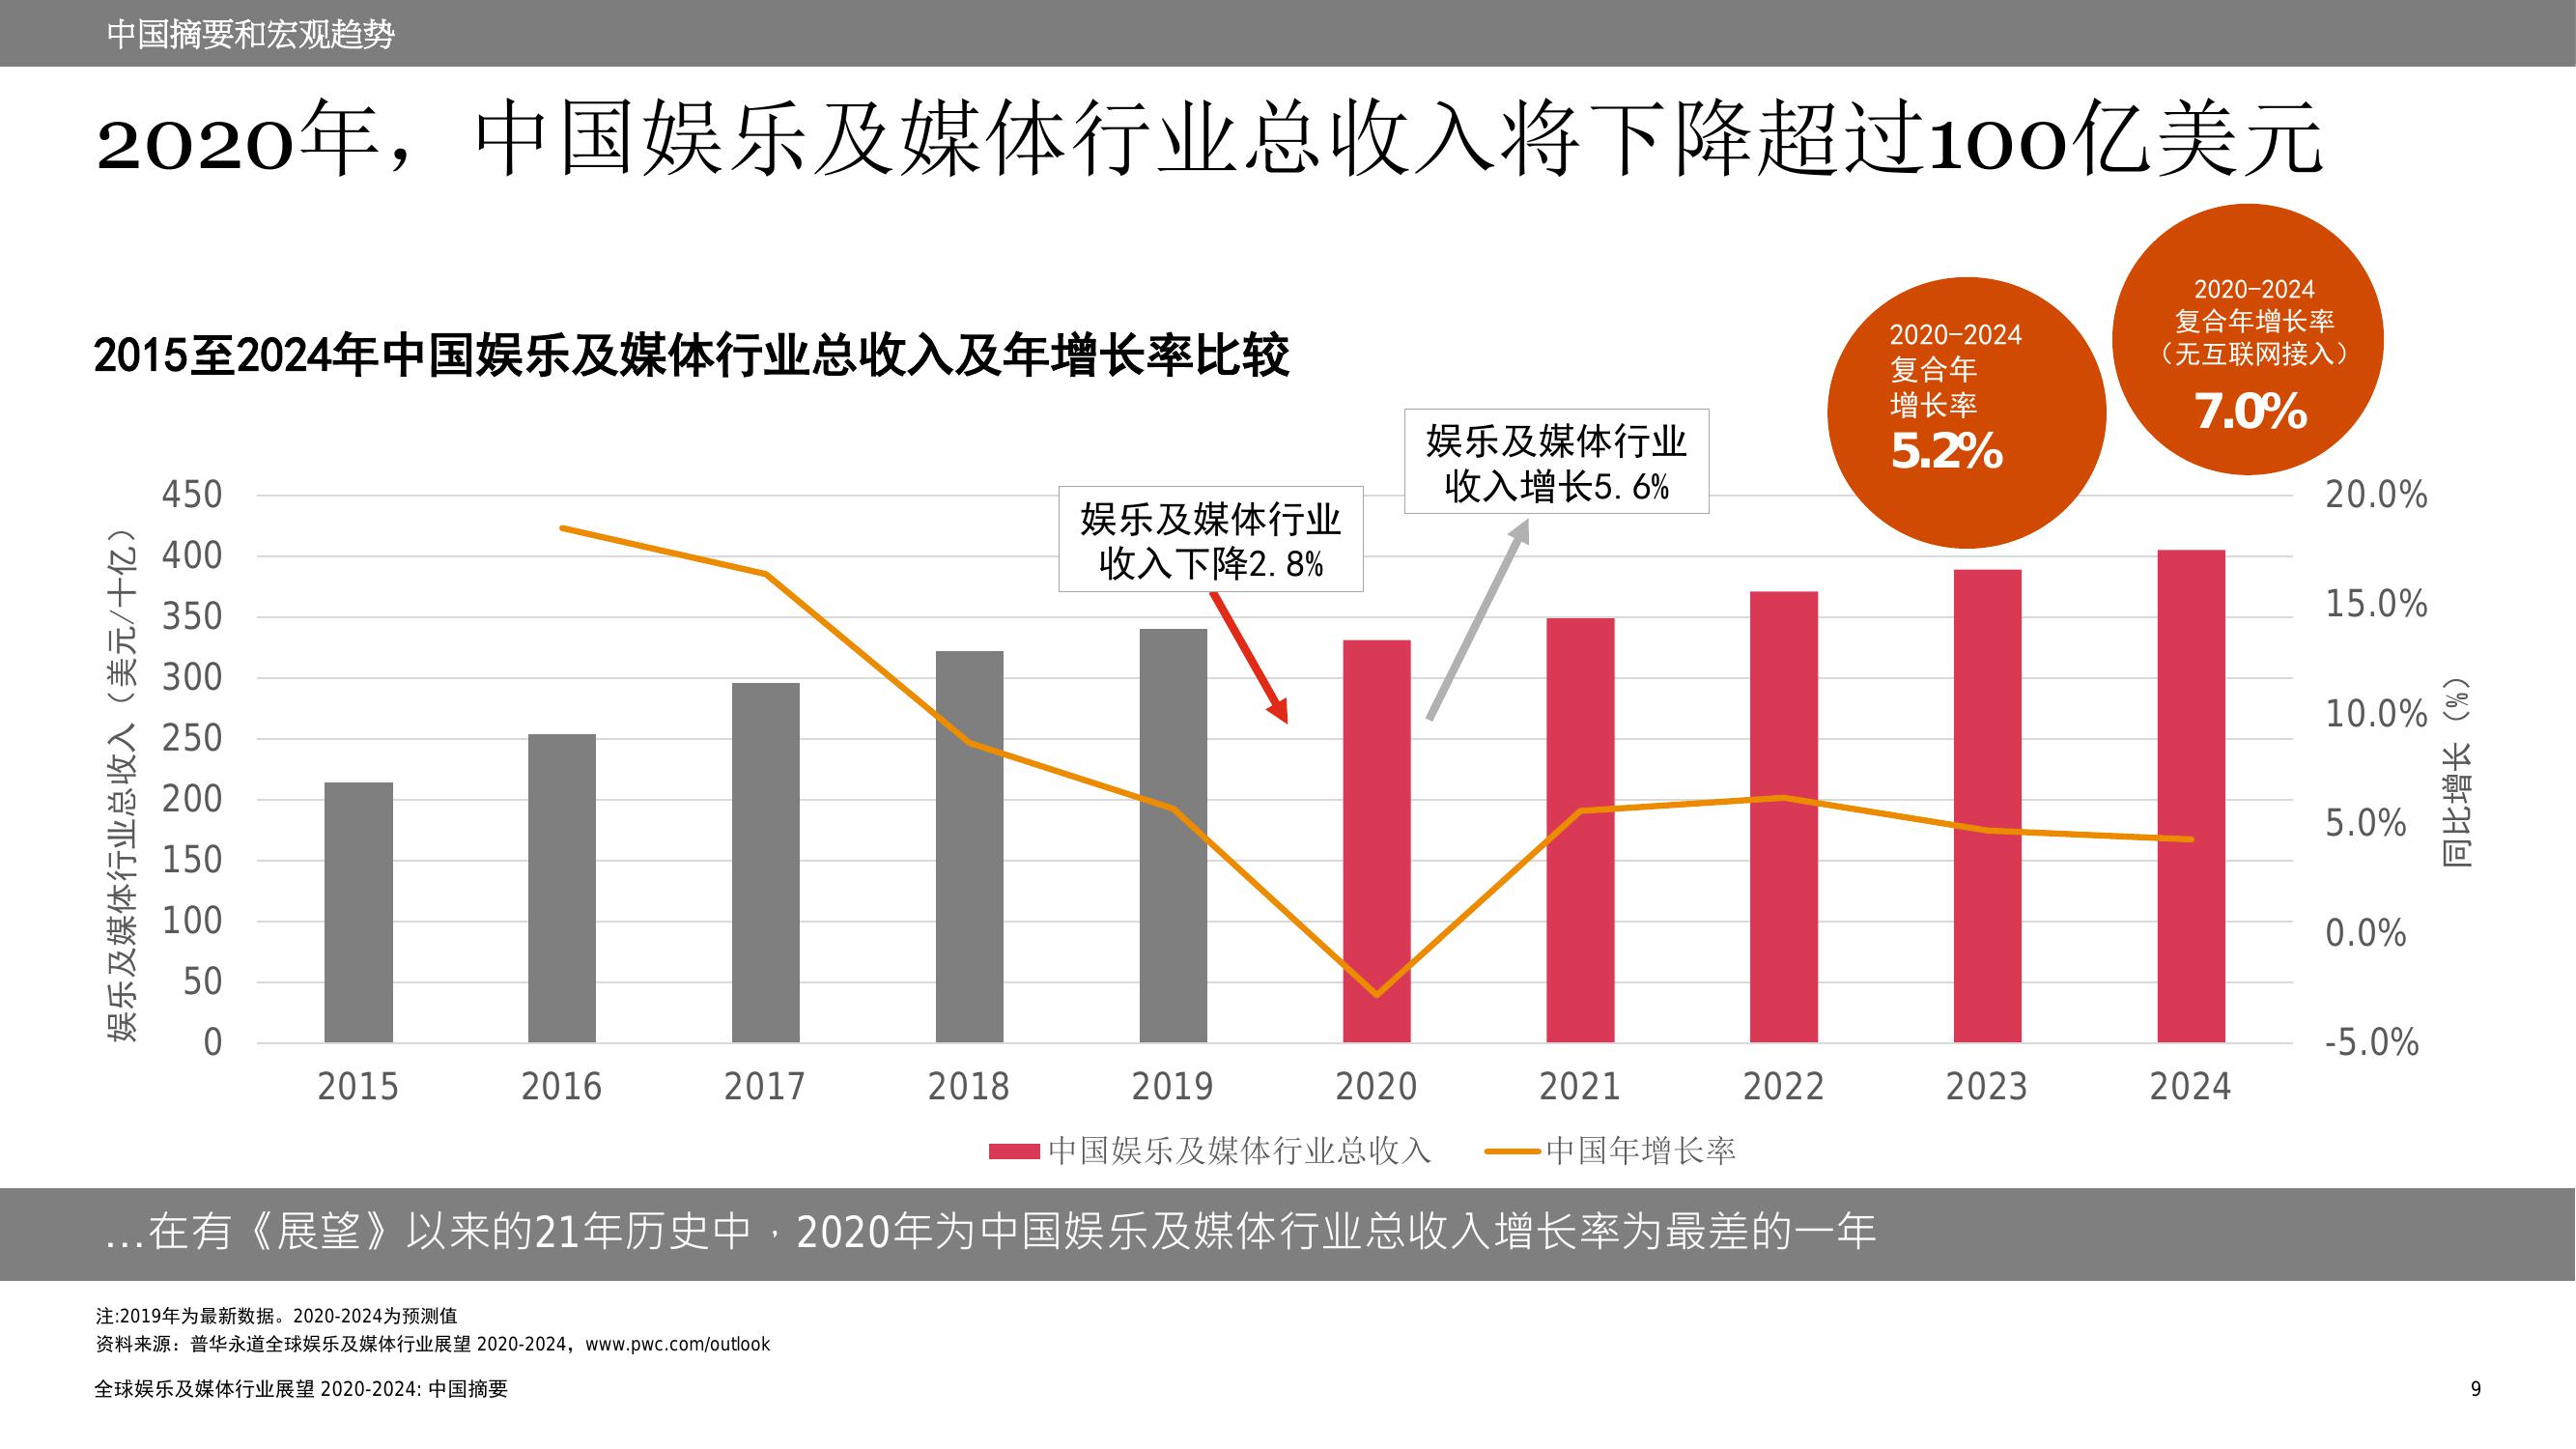 中国摘要和宏观趋势
2020年，中国娱乐及媒体行业总收入将下降超过100亿美元
2020-2024
复合年增长率
（无互联网接入）
7.0%
2020-2024
复合年
增长率
5.2%
2015至2024年中国娱乐及媒体行业总收入及年增长率比较
娱乐及媒体行业
收入增长5.6%
娱乐及媒体行业
收入下降2.8%
娱乐及媒体行业总收入（美元/十亿）
450
400
350
300
250
200
150
100
50
0
20.0%
15.0%
10.0%
5.0%
0.0%
-5.0%
同比增长（%）
2015 2016 2017 2018 2019 2020 2021 2022 2023 2024
中国娱乐及媒体行业总收入 中国年增长率
...在有《展望》以来的21年历史中，2020年为中国娱乐及媒体行业总收入增长率为最差的一年
注:2019年为最新数据。2020-2024为预测值
资料来源：普华永道全球娱乐及媒体行业展望 2020-2024，www.pwc.com/outlook
全球娱乐及媒体行业展望 2020-2024: 中国摘要
9